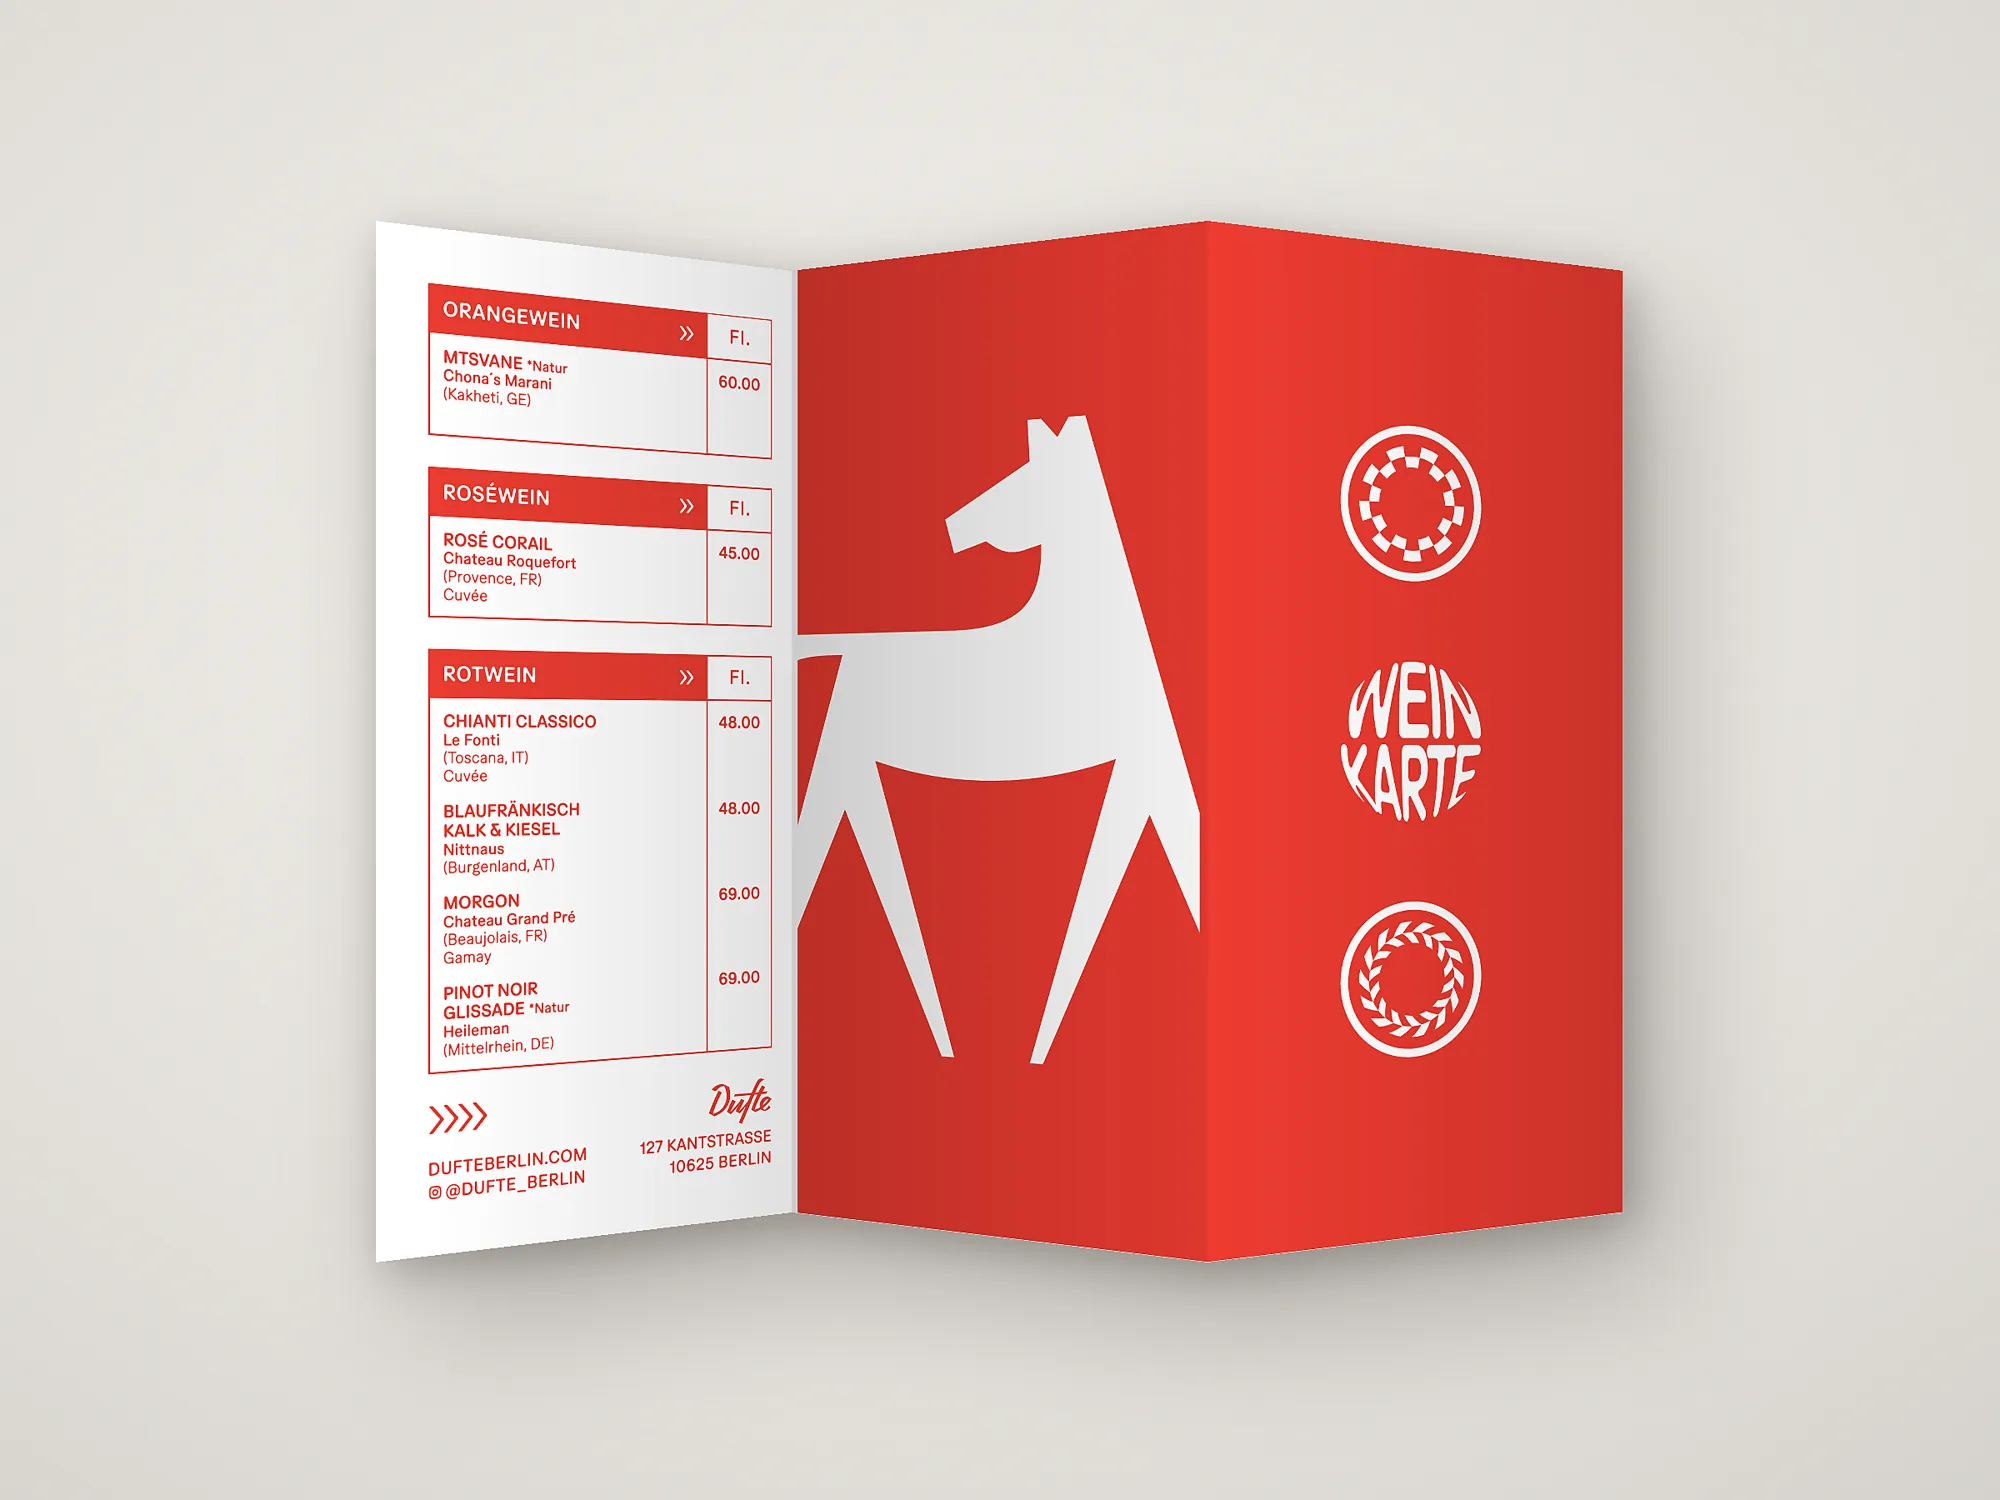 ORANGEWEIN » Fl.
MTSVANE *Natur 60.00
Chona´s Marani
(Kakheti, GE)
ROSÉWEIN » Fl.
ROSÉ CORAIL 45.00
Chateau Roquefort
(Provence, FR)
Cuvée
ROTWEIN » Fl.
CHIANTI CLASSICO 48.00
Le Fonti
(Toscana, IT)
Cuvée
BLAUFRÄNKISCH 48.00
KALK & KIESEL
Nittnaus
(Burgenland, AT)
MORGON 69.00
Chateau Grand Pré
(Beaujolais, FR)
Gamay
PINOT NOIR 69.00
GLISSADE *Natur
Heileman
(Mittelrhein, DE)
DUFTEBERLIN.COM
@DUFTE_BERLIN
Dufte
127 KANTSTRASSE
10625 BERLIN
WEIN
KARTE